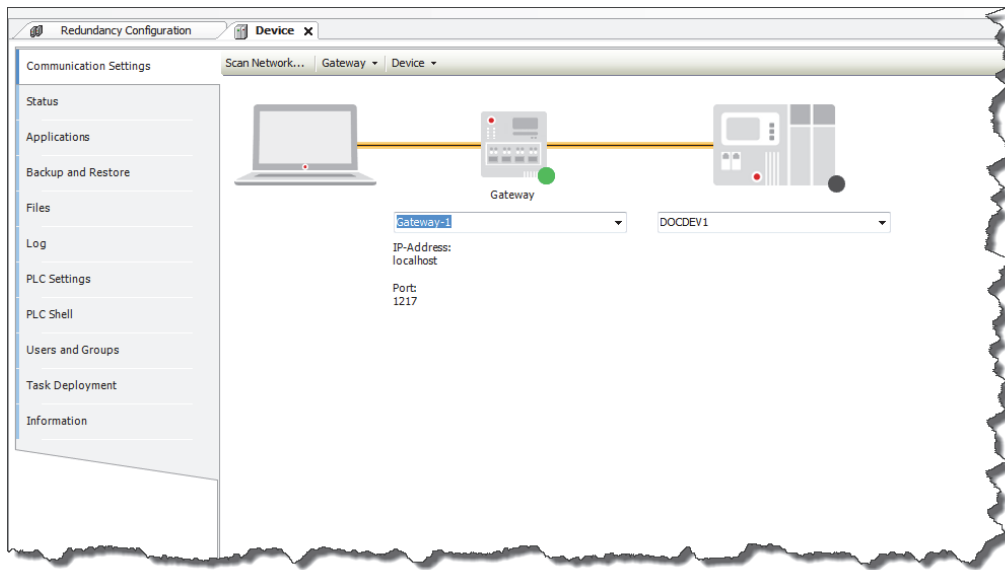 Redundancy Configuration
Device
Communication Settings
Scan Network...
Gateway
Device
Status
Applications
Backup and Restore
Files
Log
PLC Settings
PLC Shell
Users and Groups
Task Deployment
Information
Gateway
Gateway-1
DOCDEV1
IP-Address:
localhost
Port:
1217